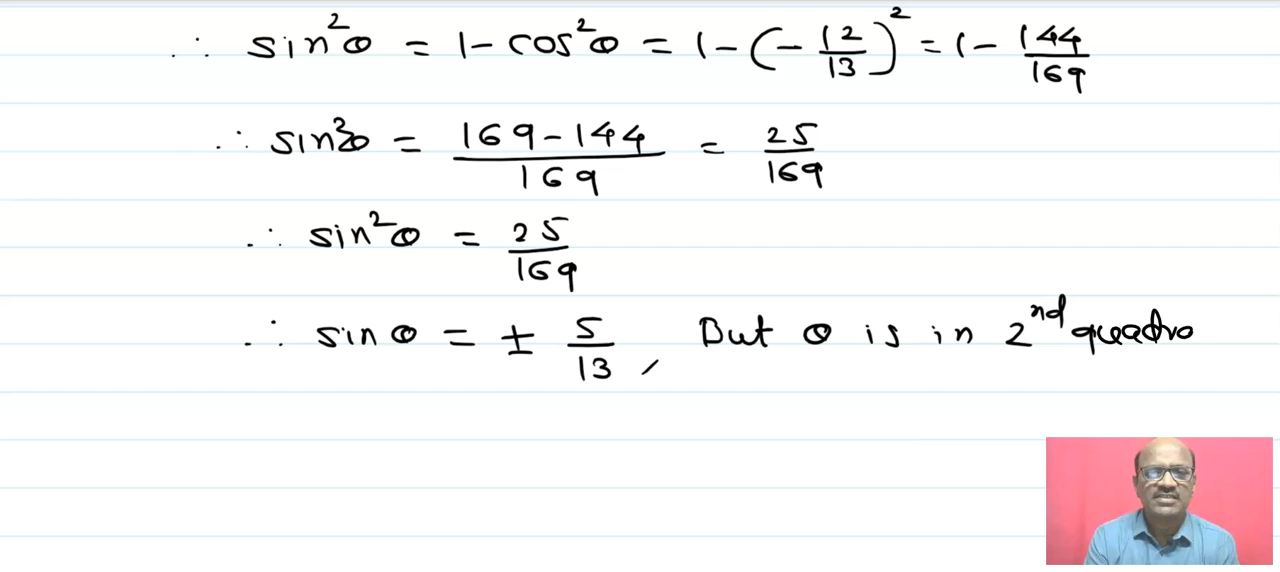 ∴ sin²θ = 1 - cos²θ = 1 - (-12/13)² = 1 - 144/169
∴ sin²θ = 169-144/169 = 25/169
∴ sin²θ = 25/169
∴ sin θ = ± 5/13, But θ is in 2nd quadra